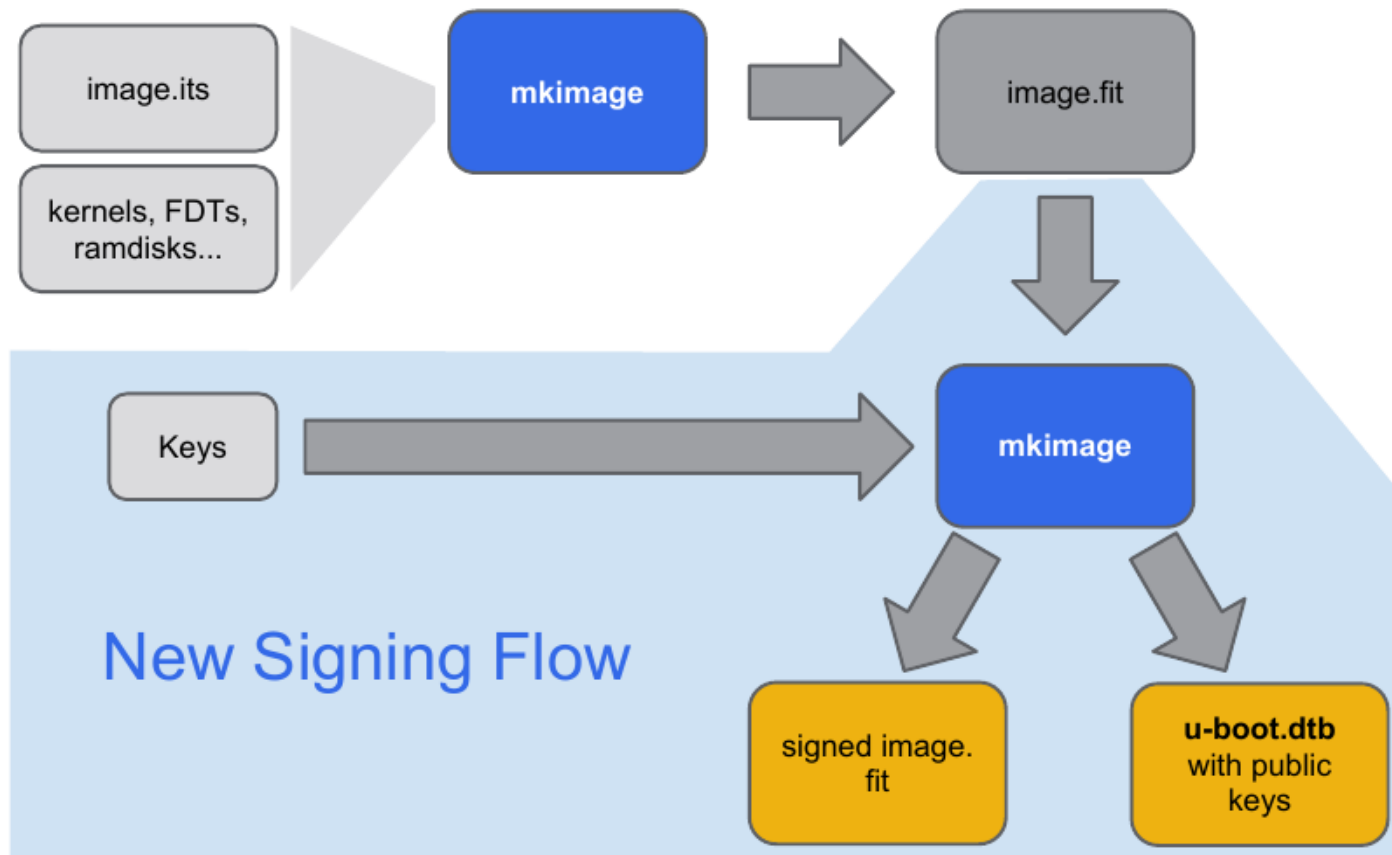 image.its
mkimage
image.fit
kernels, FDTs,
ramdisks...
Keys
mkimage
New Signing Flow
signed image.
fit
u-boot.dtb
with public
keys